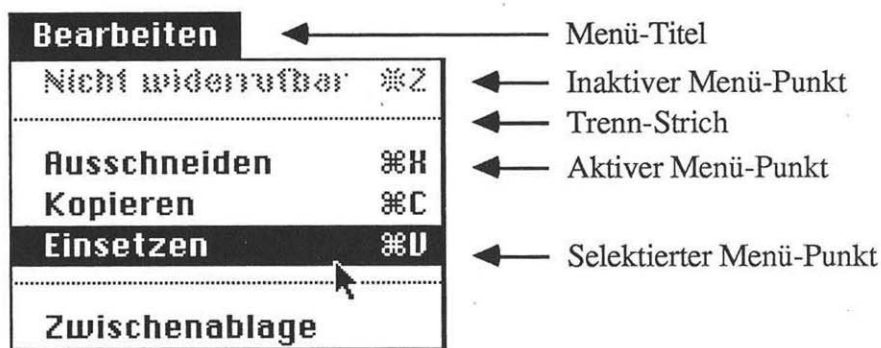 Bearbeiten Menü-Titel
Nicht widerrufbar ⌘Z Inaktiver Menü-Punkt
Trenn-Strich
Ausschneiden ⌘X Aktiver Menü-Punkt
Kopieren ⌘C
Einsetzen ⌘V Selektierter Menü-Punkt
Zwischenablage